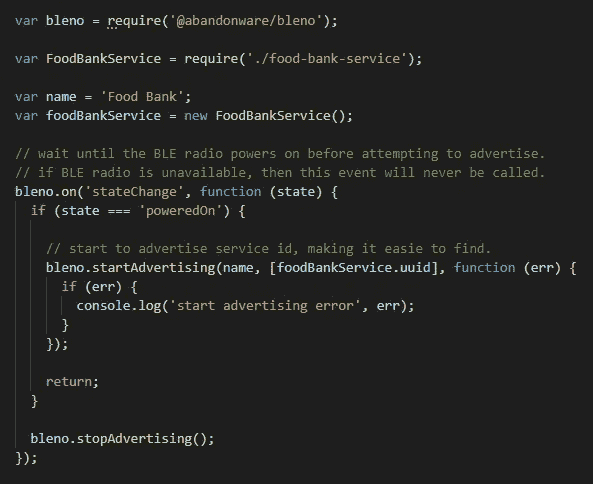 var bleno = require('@abandonware/bleno');
var FoodBankService = require('./food-bank-service');
var name = 'Food Bank';
var foodBankService = new FoodBankService();
// wait until the BLE radio powers on before attempting to advertise.
// if BLE radio is unavailable, then this event will never be called.
bleno.on('stateChange', function (state) {
if (state === 'poweredOn') {
// start to advertise service id, making it easie to find.
bleno.startAdvertising(name, [foodBankService.uuid], function (err) {
if (err) {
console.log('start advertising error', err);
}
});
return;
}
bleno.stopAdvertising();
});